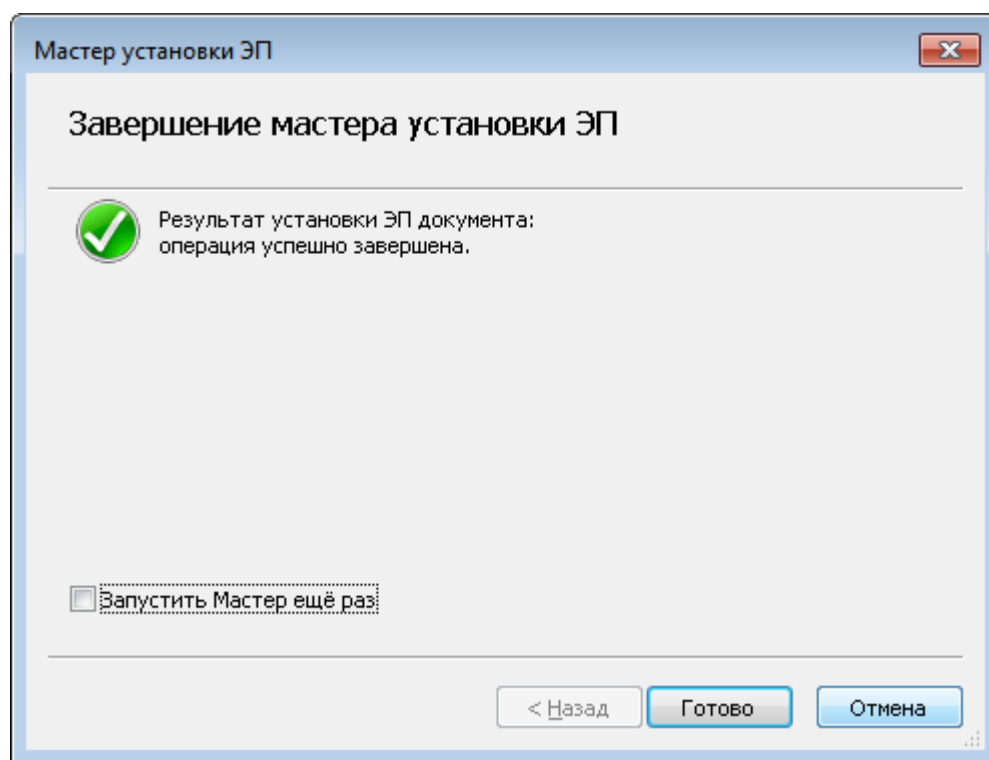 Мастер установки ЭП
Завершение мастера установки ЭП
Результат установки ЭП документа:
операция успешно завершена.
Запустить Мастер ещё раз
< Назад Готово Отмена